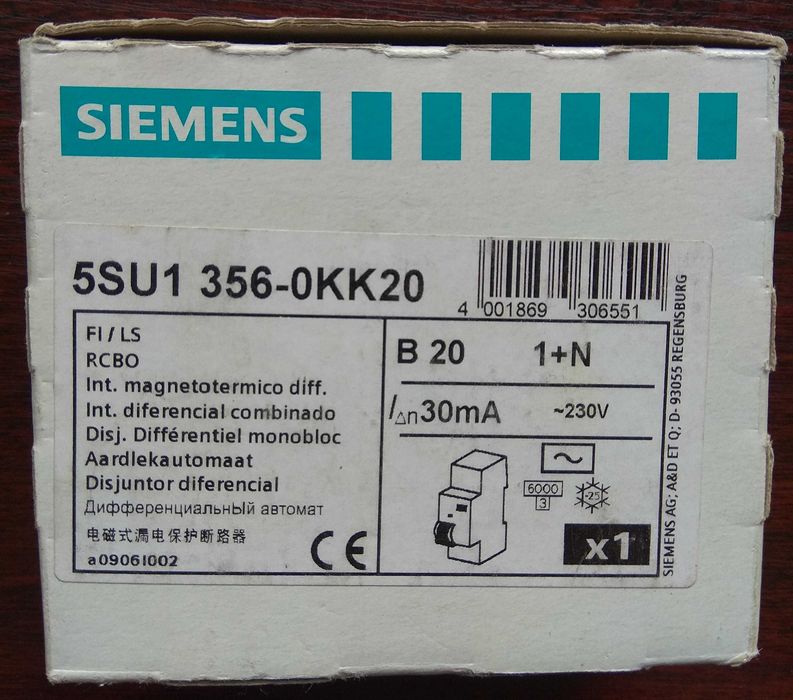 SIEMENS
5SU1 356-0KK20
4 001869 306551
FI / LS
RCBO
Int. magnetotermico diff.
Int. diferencial combinado
Disj. Différentiel monobloc
Aardlekautomaat
Disjuntor diferencial
Дифференциальный автомат
电磁式漏电保护断路器
a09061002
CE
B 20 1+N
I∆n 30mA ~230V
~
6000
3
-25
x1
SIEMENS AG; A&D ET Q; D- 93055 REGENSBURG